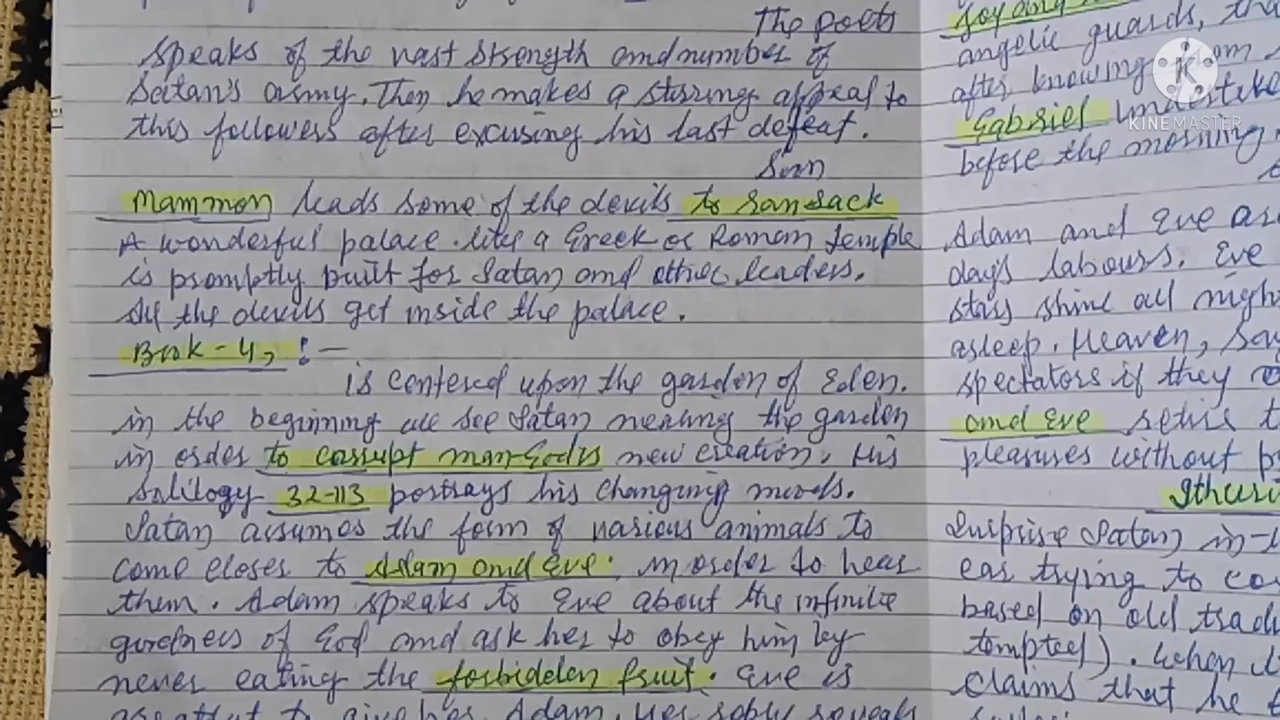 The poets
speaks of the vast strength and number of
Satan's army. Then he makes a starring appeal to
this followers after excusing his last defeat.
Soon
Mammon leads some of the devils to ransack
A wonderful palace like a Greek or Roman temple
is promptly built for Satan and other leaders.
All the devils get inside the palace.
Book-4, :-
is centered upon the garden of Eden.
in the beginning we see Satan nearing the garden
in order to corrupt man-God's new creation. His
Solilogy 32-113 portrays his changing moods.
Satan assumes the form of various animals to
come closer to Adam and Eve. in order to hear
them. Adam speaks to Eve about the infinite
goodness of God and ask her to obey him by
never eating the forbidden fruit. Eve is
Adam
angelic guards,
after knowing
Gabriel
before the morning
Adam and Eve
day's labours. Eve
stars shine all night
asleep. Heaven,
spectators if they
and Eve
pleasures without
Surprise Satan in
ear trying to
based on old
tempted). When
claims that he
K
KINEMASTER